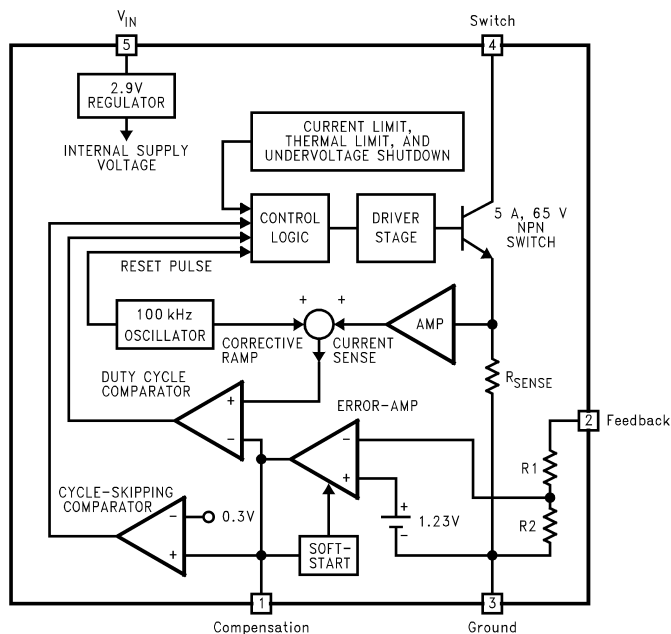 V_IN
Switch
5
4
2.9V
REGULATOR
INTERNAL SUPPLY
VOLTAGE
CURRENT LIMIT,
THERMAL LIMIT, AND
UNDERVOLTAGE SHUTDOWN
CONTROL
LOGIC
DRIVER
STAGE
5 A, 65 V
NPN
SWITCH
RESET PULSE
100 kHz
OSCILLATOR
+
+
CORRECTIVE
RAMP
CURRENT
SENSE
AMP
R_SENSE
DUTY CYCLE
COMPARATOR
+
-
ERROR-AMP
-
+
2
Feedback
R1
R2
CYCLE-SKIPPING
COMPARATOR
-
0.3V
+
SOFT-
START
+
1.23V
-
1
3
Compensation
Ground